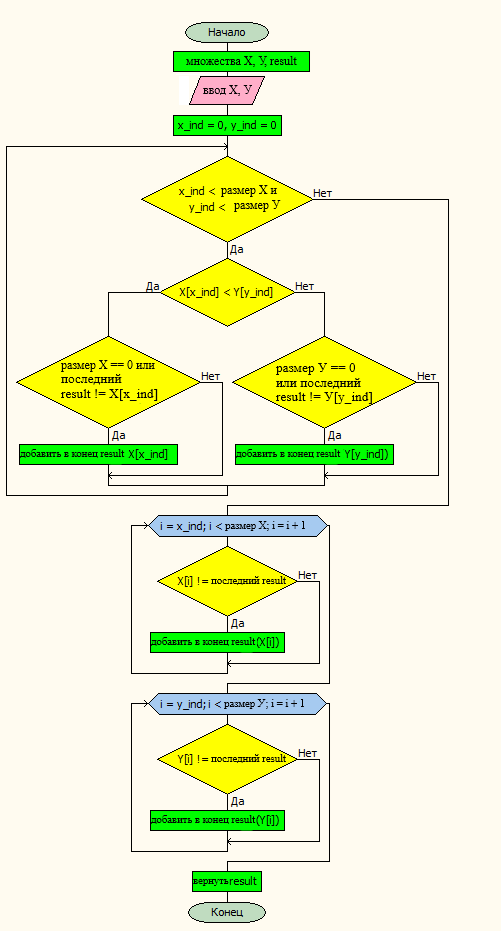 Начало
множества X, У, result
ввод X, У
x_ind = 0, y_ind = 0
x_ind < размер X и
y_ind < размер У
Нет
Да
X[x_ind] < Y[y_ind]
Да
Нет
размер X == 0 или
последний
result != X[x_ind]
Нет
Да
добавить в конец result X[x_ind]
размер У == 0
или последний
result != У[y_ind]
Нет
Да
добавить в конец result Y[y_ind])
i = x_ind; i < размер X; i = i + 1
X[i] != последний result
Нет
Да
добавить в конец result(X[i])
i = y_ind; i < размер У; i = i + 1
Y[i] != последний result
Нет
Да
добавить в конец result(Y[i])
вернуть result
Конец